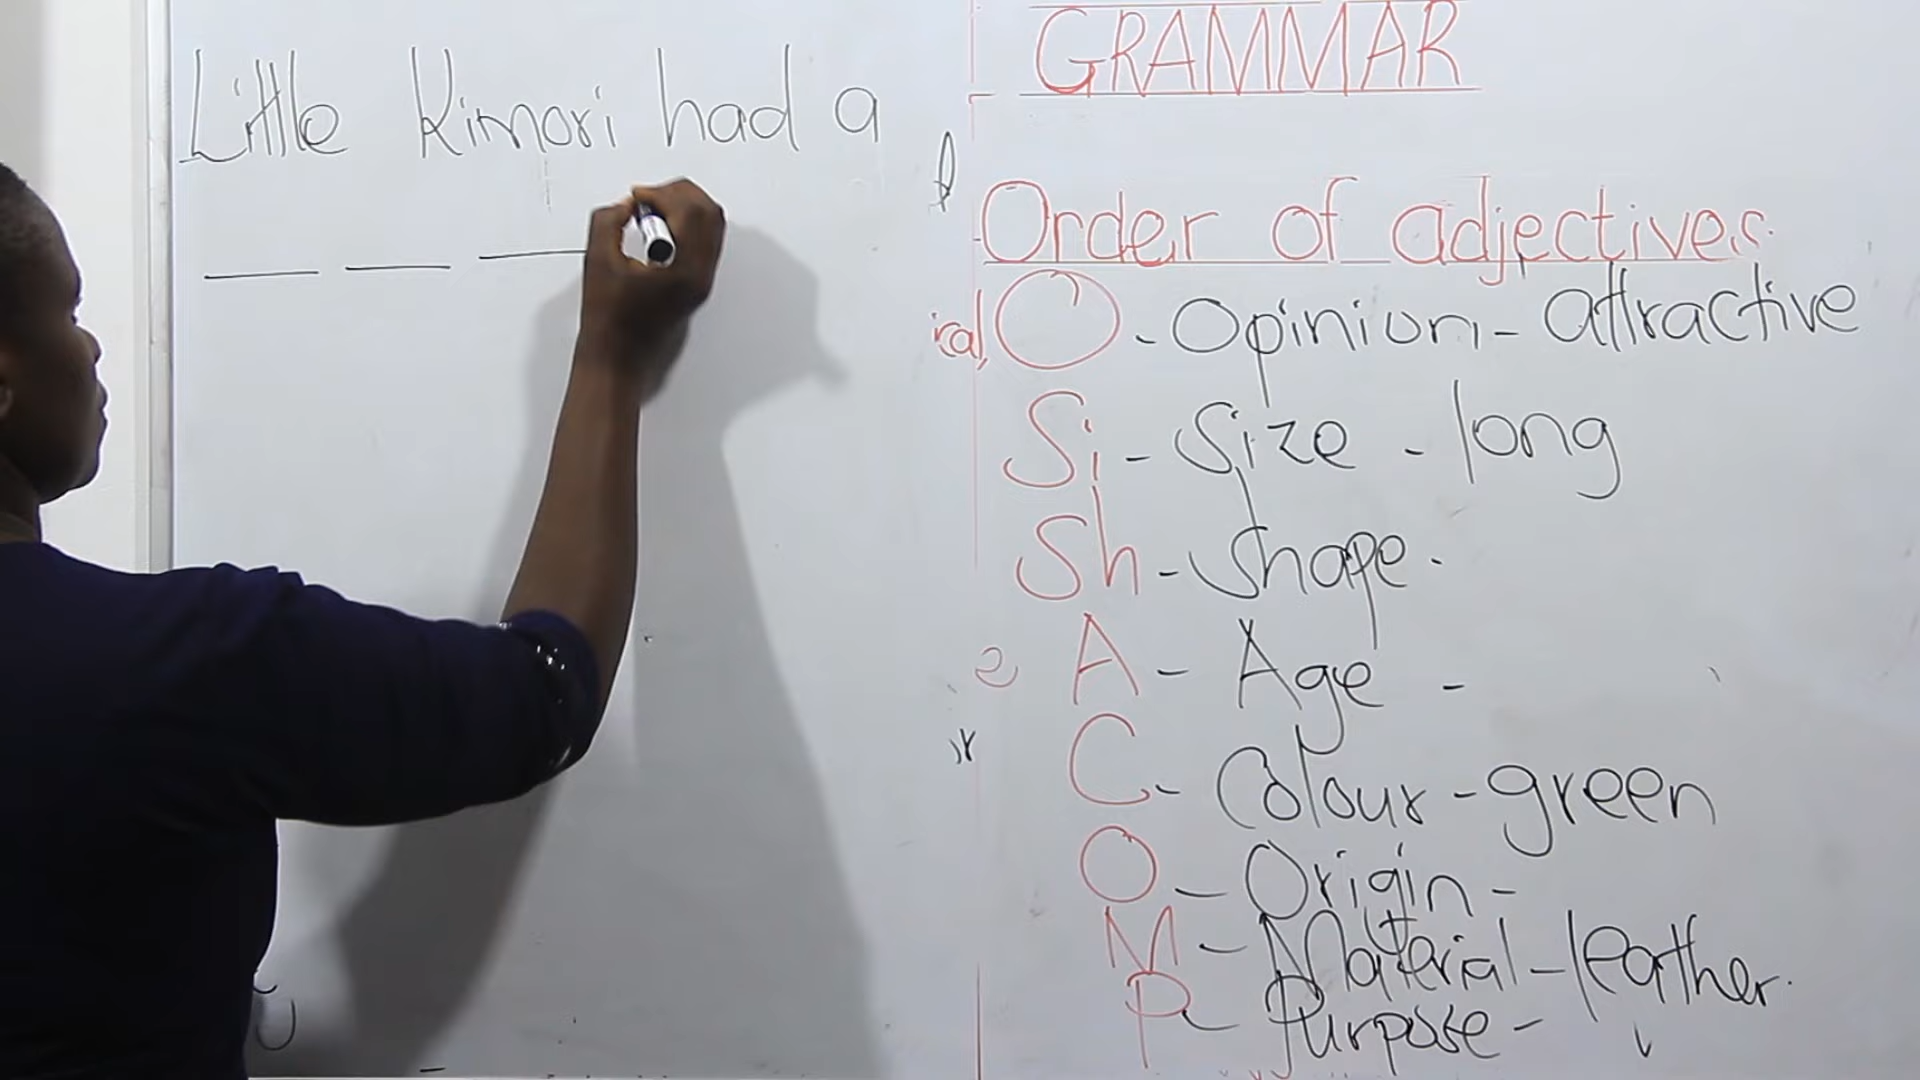 Little Kimori had a
GRAMMAR
Order of adjectives
ical,
O - Opinion - attractive
Si - Size - long
Sh - Shape.
e
A - Age -
C - Colour - green
O - Origin -
M - Material - leather.
P - Purpose -